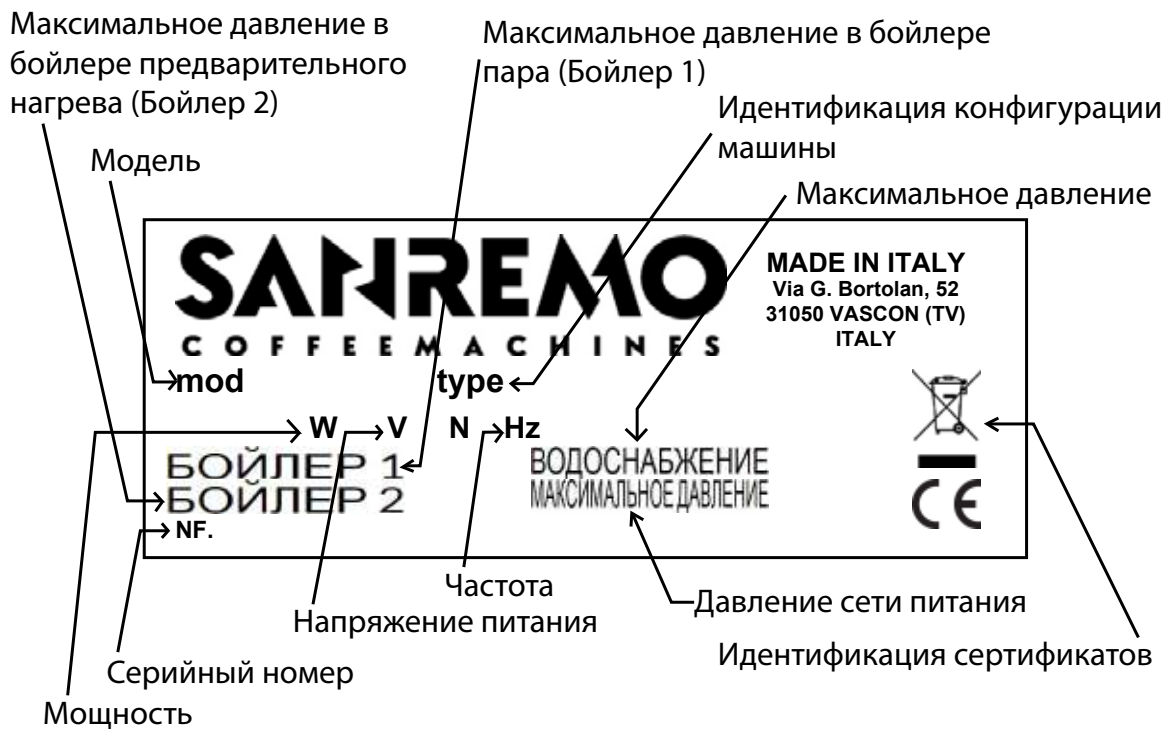 Максимальное давление в
бойлере предварительного
нагрева (Бойлер 2)
Максимальное давление в бойлере
пара (Бойлер 1)
Идентификация конфигурации
машины
Модель
Максимальное давление
SANREMO
COFFEE MACHINES
MADE IN ITALY
Via G. Bortolan, 52
31050 VASCON (TV)
ITALY
mod type
W V N Hz
БОЙЛЕР 1
БОЙЛЕР 2
NF.
ВОДОСНАБЖЕНИЕ
МАКСИМАЛЬНОЕ ДАВЛЕНИЕ
CE
Частота
Напряжение питания
Давление сети питания
Идентификация сертификатов
Серийный номер
Мощность